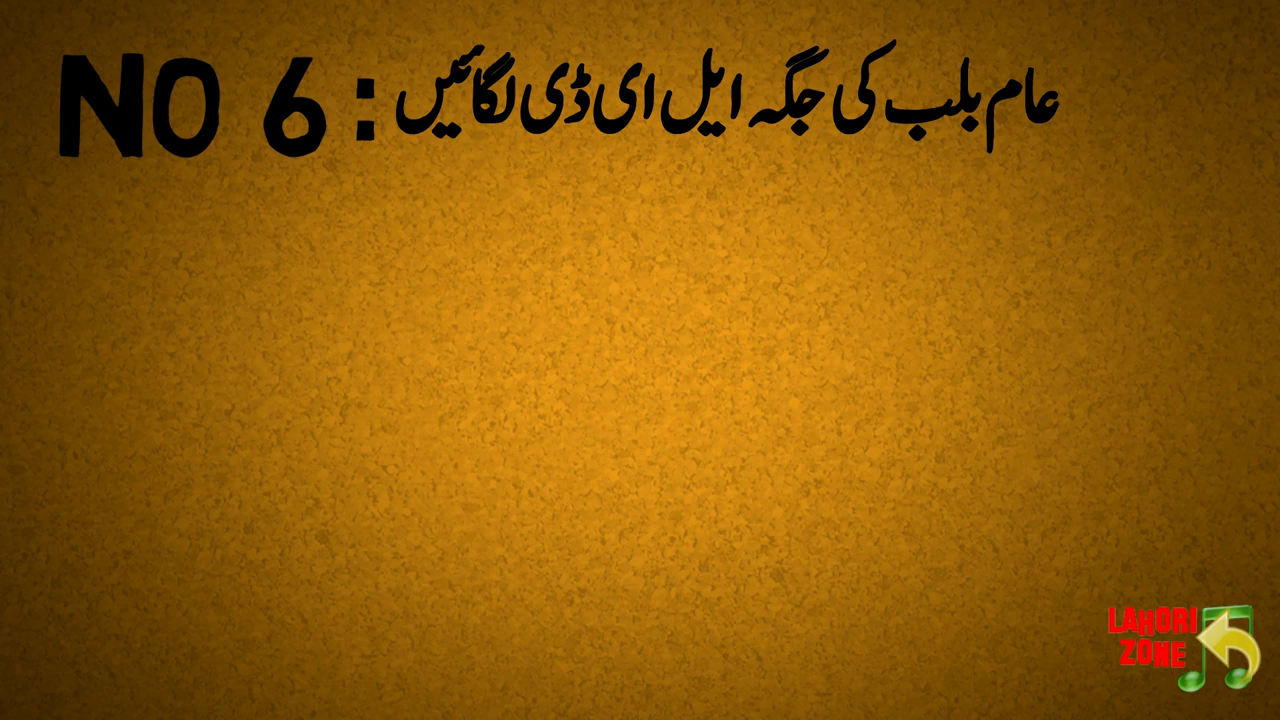 NO 6 : عام بلب کی جگہ ایل ای ڈی لگائیں
LAHORI
ZONE